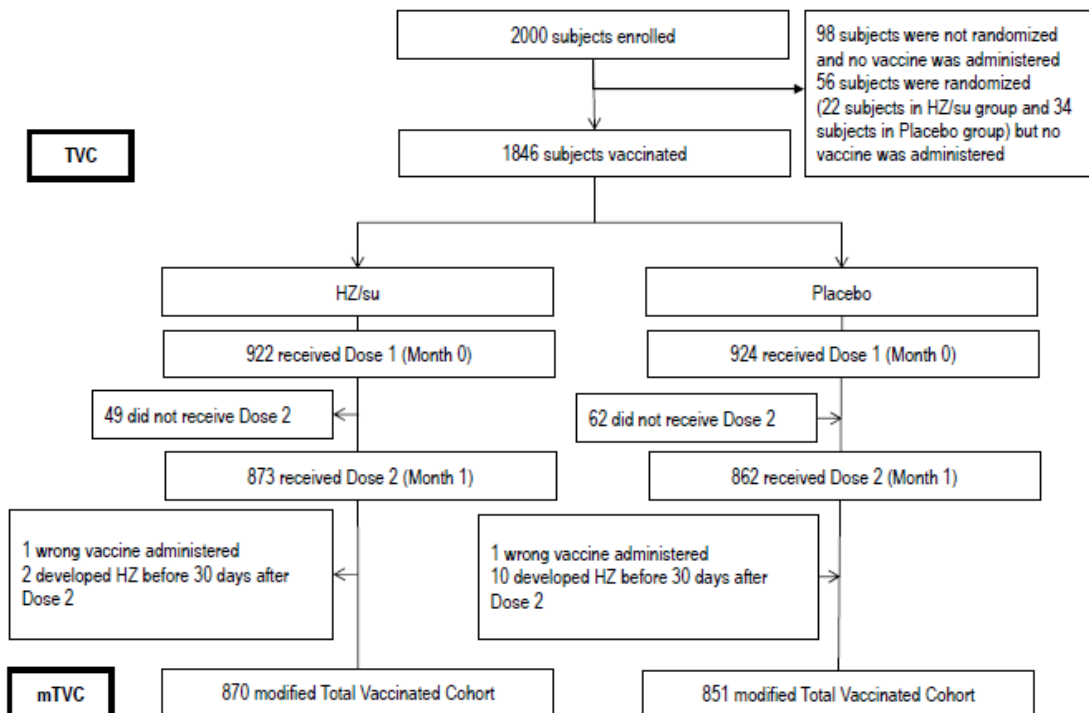 2000 subjects enrolled
98 subjects were not randomized
and no vaccine was administered
56 subjects were randomized
(22 subjects in HZ/su group and 34
subjects in Placebo group) but no
vaccine was administered
TVC
1846 subjects vaccinated
HZ/su
Placebo
922 received Dose 1 (Month 0)
924 received Dose 1 (Month 0)
49 did not receive Dose 2
62 did not receive Dose 2
873 received Dose 2 (Month 1)
862 received Dose 2 (Month 1)
1 wrong vaccine administered
2 developed HZ before 30 days after
Dose 2
1 wrong vaccine administered
10 developed HZ before 30 days after
Dose 2
mTVC
870 modified Total Vaccinated Cohort
851 modified Total Vaccinated Cohort